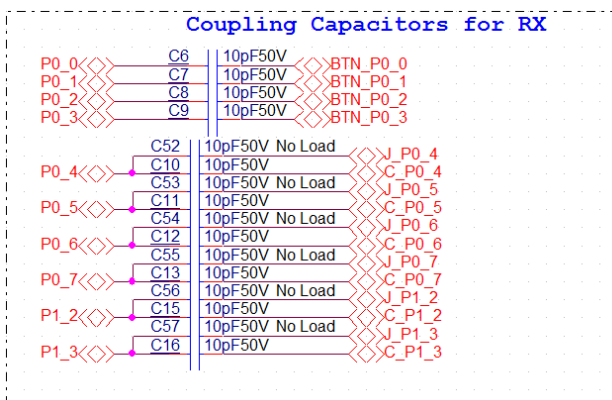 Coupling Capacitors for RX
P0_0 C6 10pF50V BTN_P0_0
P0_1 C7 10pF50V BTN_P0_1
P0_2 C8 10pF50V BTN_P0_2
P0_3 C9 10pF50V BTN_P0_3
C52 10pF50V No Load J_P0_4
P0_4 C10 10pF50V C_P0_4
C53 10pF50V No Load J_P0_5
P0_5 C11 10pF50V C_P0_5
C54 10pF50V No Load J_P0_6
P0_6 C12 10pF50V C_P0_6
C55 10pF50V No Load J_P0_7
P0_7 C13 10pF50V C_P0_7
C56 10pF50V No Load J_P1_2
P1_2 C15 10pF50V C_P1_2
C57 10pF50V No Load J_P1_3
P1_3 C16 10pF50V C_P1_3